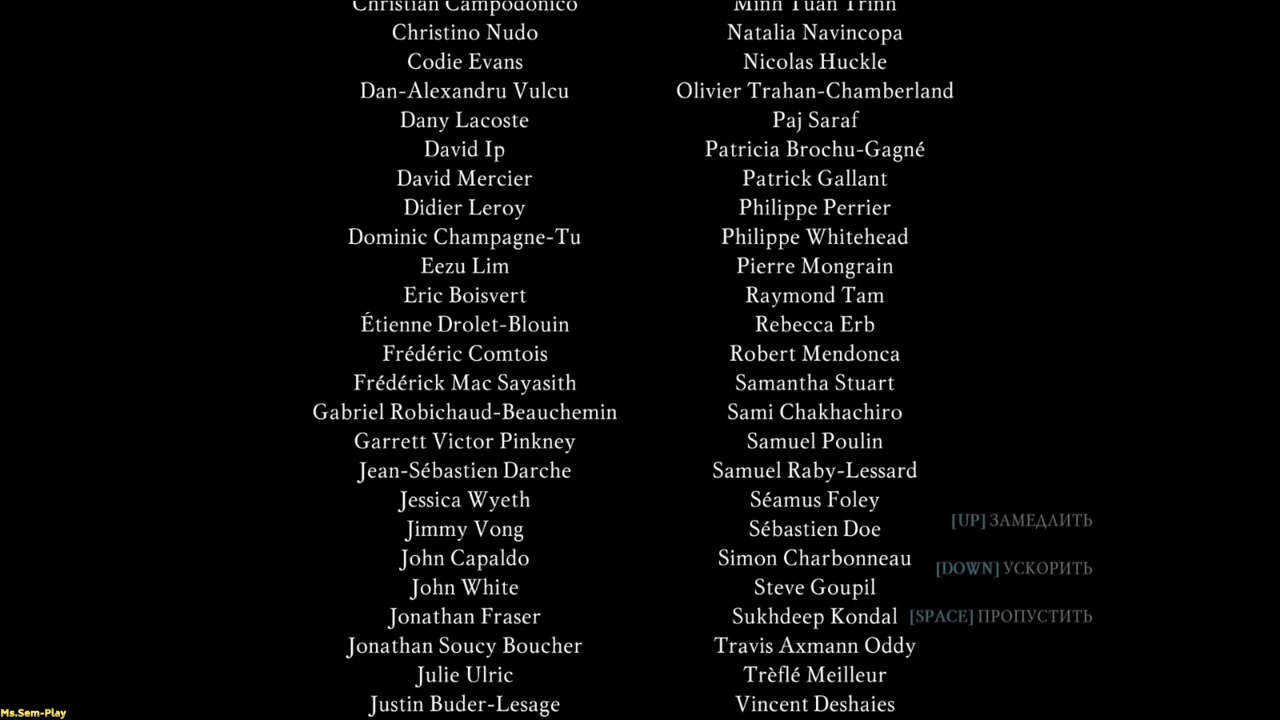 Christian Campodonico
Christino Nudo
Codie Evans
Dan-Alexandru Vulcu
Dany Lacoste
David Ip
David Mercier
Didier Leroy
Dominic Champagne-Tu
Eezu Lim
Eric Boisvert
Étienne Drolet-Blouin
Frédéric Comtois
Frédérick Mac Sayasith
Gabriel Robichaud-Beauchemin
Garrett Victor Pinkney
Jean-Sébastien Darche
Jessica Wyeth
Jimmy Vong
John Capaldo
John White
Jonathan Fraser
Jonathan Soucy Boucher
Julie Ulric
Justin Buder-Lesage
Minh Tuan Trinh
Natalia Navincopa
Nicolas Huckle
Olivier Trahan-Chamberland
Paj Saraf
Patricia Brochu-Gagné
Patrick Gallant
Philippe Perrier
Philippe Whitehead
Pierre Mongrain
Raymond Tam
Rebecca Erb
Robert Mendonca
Samantha Stuart
Sami Chakhachiro
Samuel Poulin
Samuel Raby-Lessard
Séamus Foley
Sébastien Doe
Simon Charbonneau
Steve Goupil
Sukhdeep Kondal
Travis Axmann Oddy
Trèflé Meilleur
Vincent Deshaies
[UP] ЗАМЕДЛИТЬ
[DOWN] УСКОРИТЬ
[SPACE] ПРОПУСТИТЬ
Ms.Sem-Play